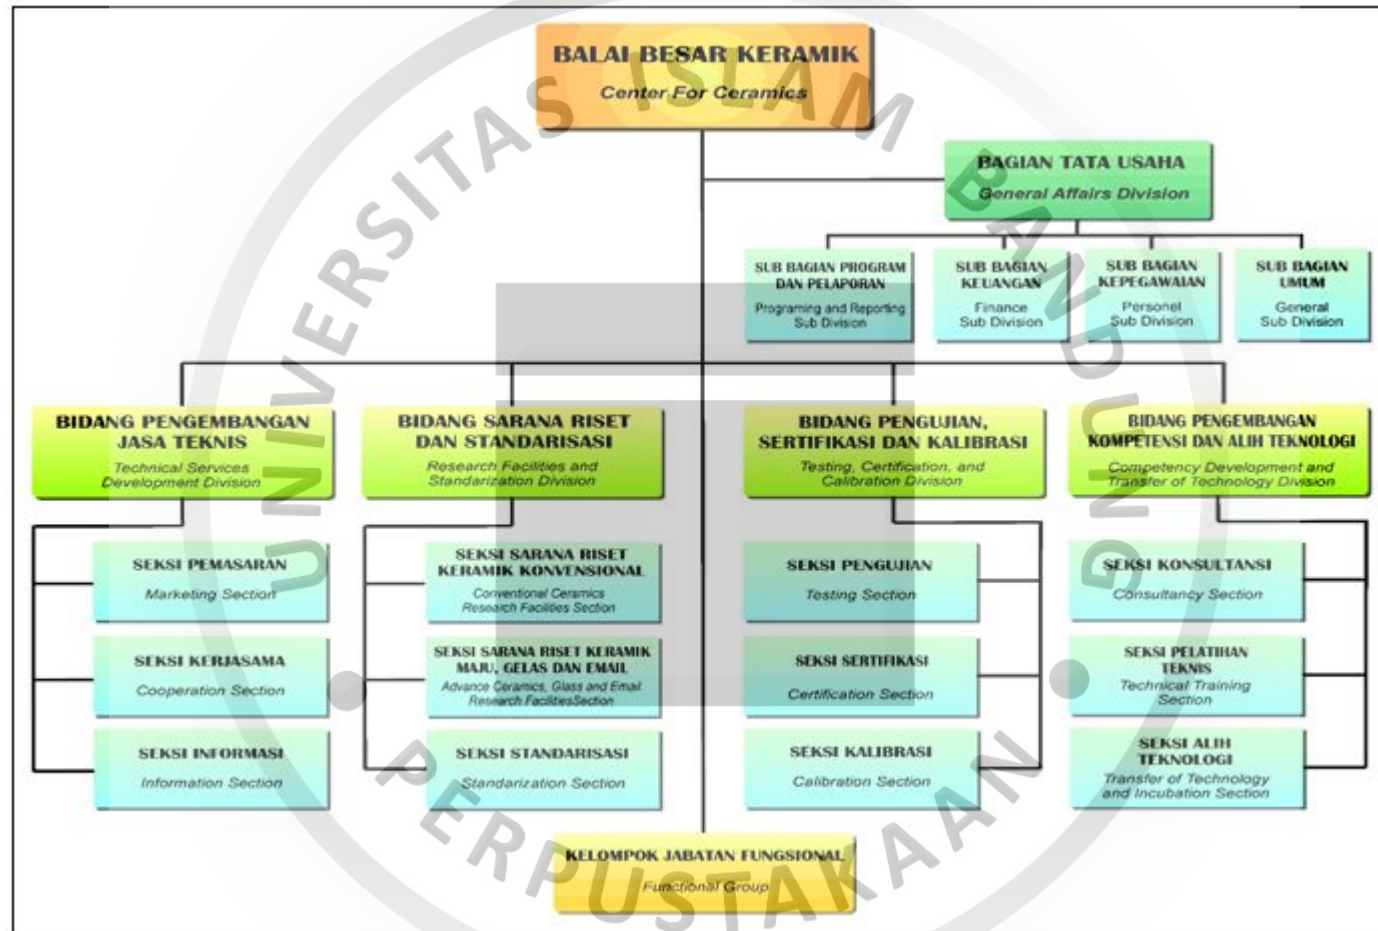 BALAI BESAR KERAMIK
Center For Ceramics
BAGIAN TATA USAHA
General Affairs Division
SUB BAGIAN PROGRAM
DAN PELAPORAN
Programing and Reporting
Sub Division
SUB BAGIAN
KEUANGAN
Finance
Sub Division
SUB BAGIAN
KEPEGAWAIAN
Personel
Sub Division
SUB BAGIAN
UMUM
General
Sub Division
BIDANG PENGEMBANGAN
JASA TEKNIS
Technical Services
Development Division
BIDANG SARANA RISET
DAN STANDARISASI
Research Facilities and
Standarization Division
BIDANG PENGUJIAN,
SERTIFIKASI DAN KALIBRASI
Testing, Certification, and
Calibration Division
BIDANG PENGEMBANGAN
KOMPETENSI DAN ALIH TEKNOLOGI
Competency Development and
Transfer of Technology Division
SEKSI PEMASARAN
Marketing Section
SEKSI KERJASAMA
Cooperation Section
SEKSI INFORMASI
Information Section
SEKSI SARANA RISET
KERAMIK KONVENSIONAL
Conventional Ceramics
Research Facilities Section
SEKSI SARANA RISET KERAMIK
MAJU, GELAS DAN EMAIL
Advance Ceramics, Glass and Email
Research FacilitiesSection
SEKSI STANDARISASI
Standarization Section
SEKSI PENGUJIAN
Testing Section
SEKSI SERTIFIKASI
Certification Section
SEKSI KALIBRASI
Calibration Section
SEKSI KONSULTANSI
Consultancy Section
SEKSI PELATIHAN
TEKNIS
Technical Training
Section
SEKSI ALIH
TEKNOLOGI
Transfer of Technology
and Incubation Section
KELOMPOK JABATAN FUNGSIONAL
Functional Group
UNIVERSITAS ISLAM BANDUNG
PERPUSTAKAAN